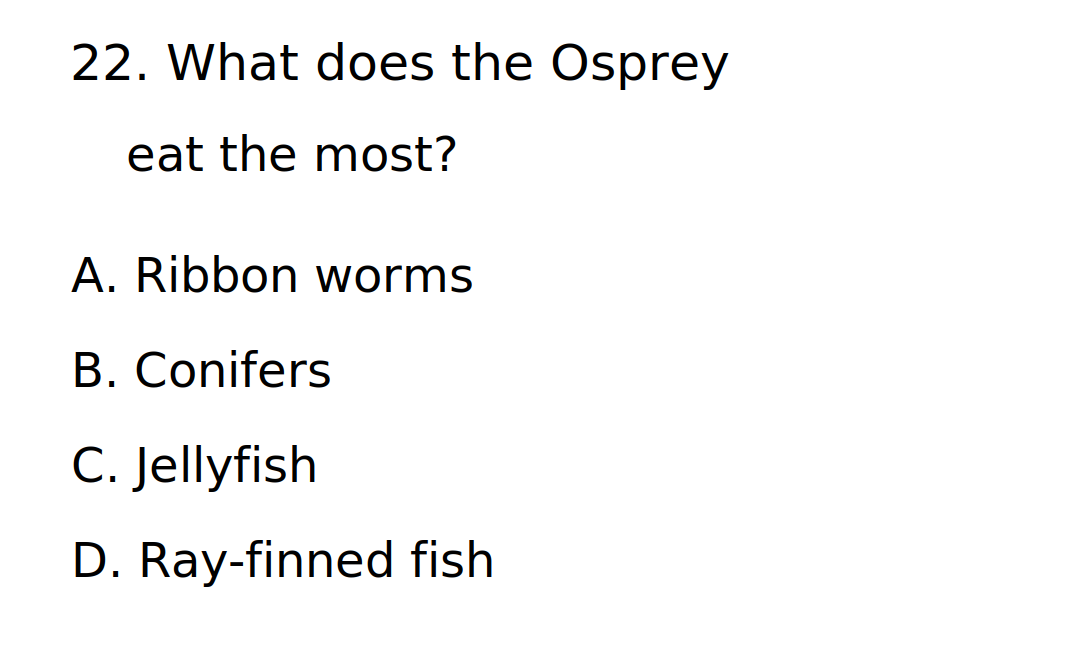 22. What does the Osprey
eat the most?
A. Ribbon worms
B. Conifers
C. Jellyfish
D. Ray-finned fish